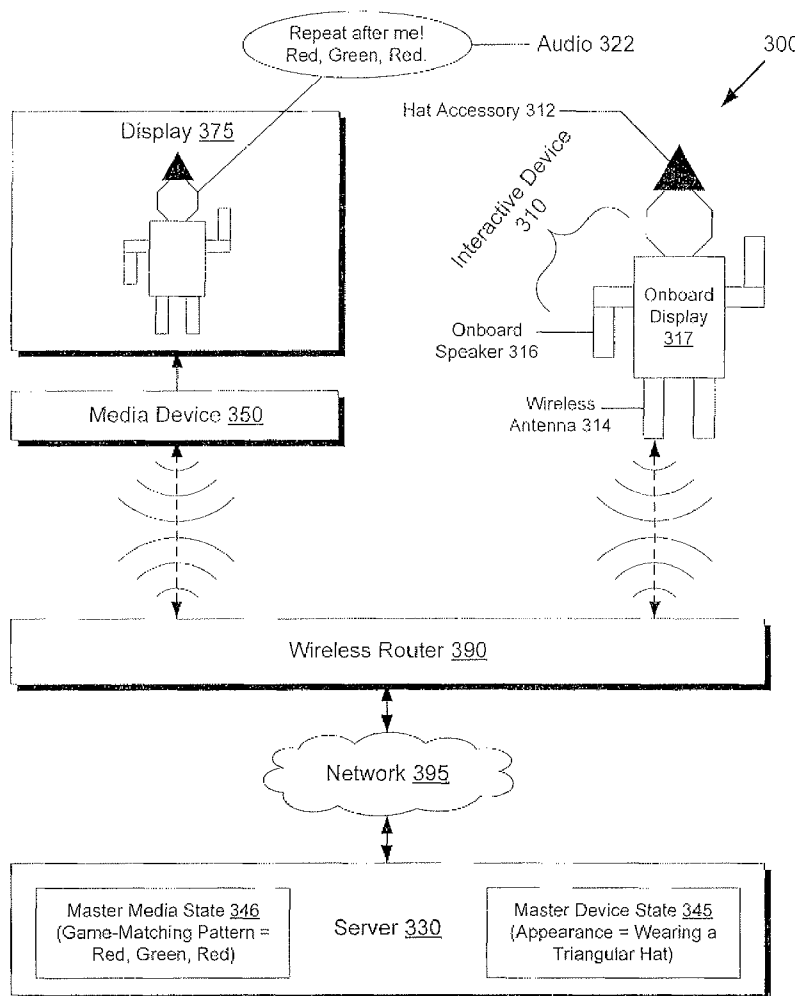 Repeat after me!
Red, Green, Red.
Audio 322
300
Hat Accessory 312
Display 375
Interactive Device
310
Onboard
Display
317
Onboard
Speaker 316
Wireless
Antenna 314
Media Device 350
Wireless Router 390
Network 395
Master Media State 346
(Game-Matching Pattern =
Red, Green, Red)
Server 330
Master Device State 345
(Appearance = Wearing a
Triangular Hat)